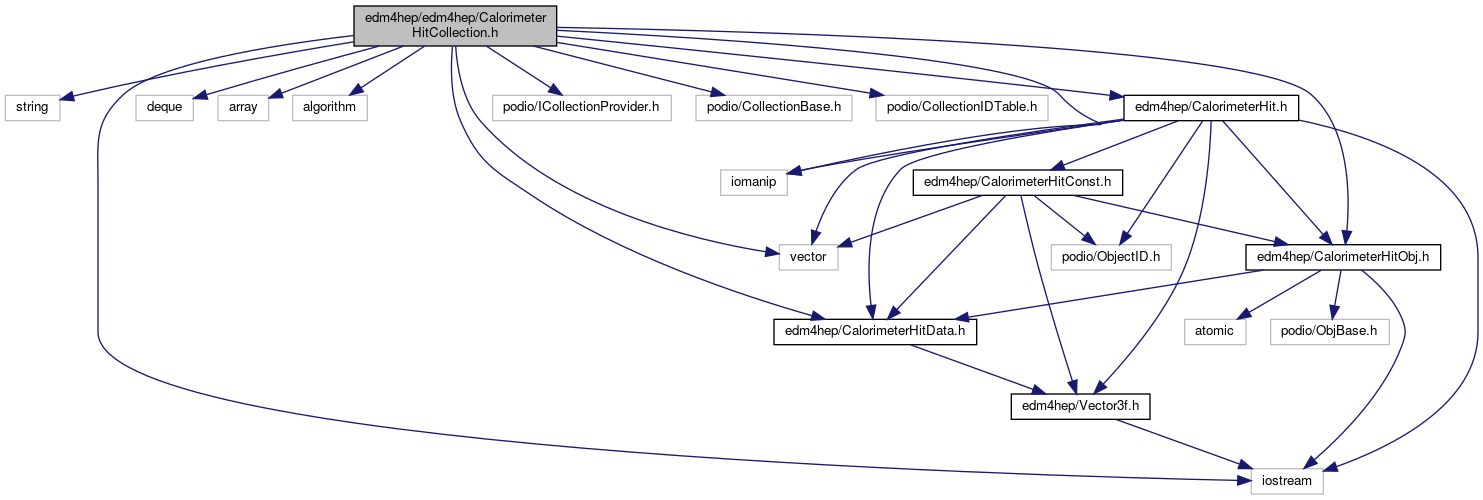 edm4hep/edm4hep/Calorimeter
HitCollection.h
string
deque
array
algorithm
podio/ICollectionProvider.h
podio/CollectionBase.h
podio/CollectionIDTable.h
edm4hep/CalorimeterHit.h
iomanip
edm4hep/CalorimeterHitConst.h
vector
podio/ObjectID.h
edm4hep/CalorimeterHitObj.h
edm4hep/CalorimeterHitData.h
atomic
podio/ObjBase.h
edm4hep/Vector3f.h
iostream